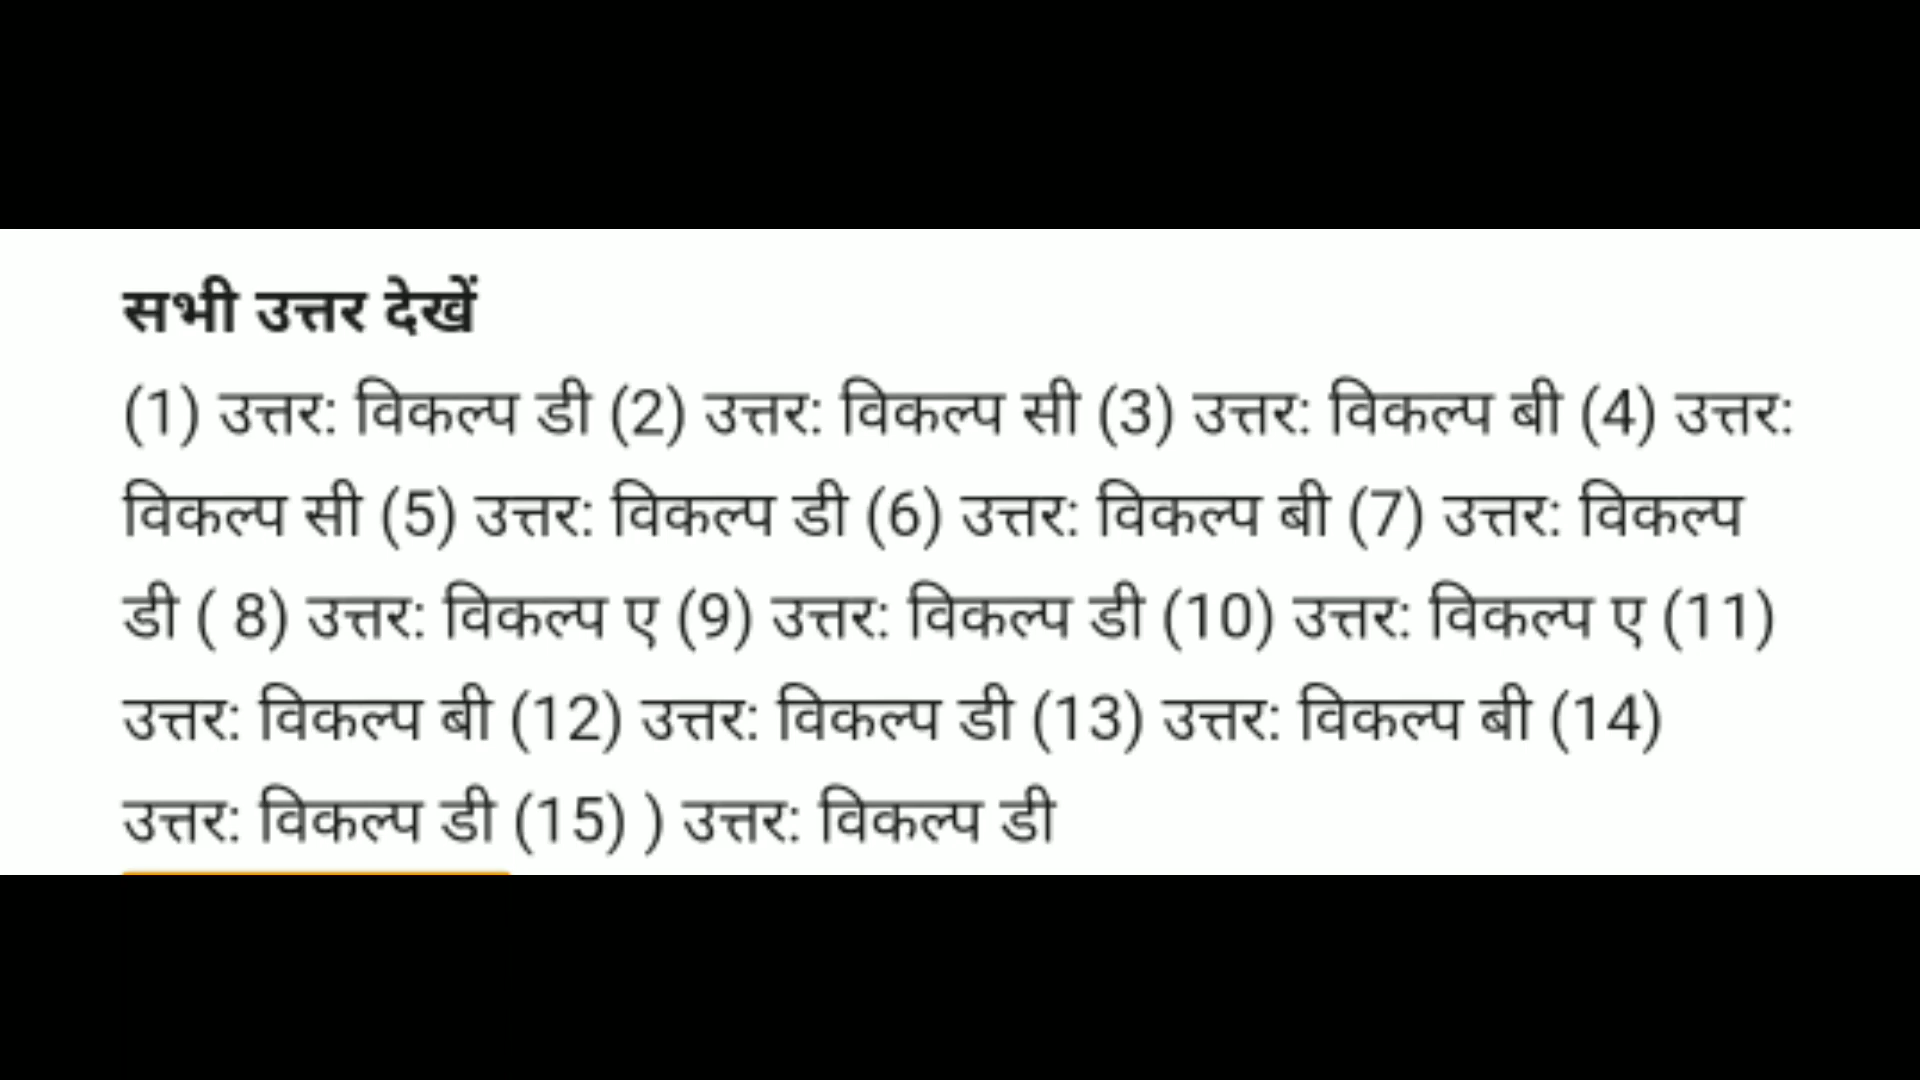 सभी उत्तर देखें
(1) उत्तर: विकल्प डी (2) उत्तर: विकल्प सी (3) उत्तर: विकल्प बी (4) उत्तर:
विकल्प सी (5) उत्तर: विकल्प डी (6) उत्तर: विकल्प बी (7) उत्तर: विकल्प
डी ( 8) उत्तर: विकल्प ए (9) उत्तर: विकल्प डी (10) उत्तर: विकल्प ए (11)
उत्तर: विकल्प बी (12) उत्तर: विकल्प डी (13) उत्तर: विकल्प बी (14)
उत्तर: विकल्प डी (15) ) उत्तर: विकल्प डी